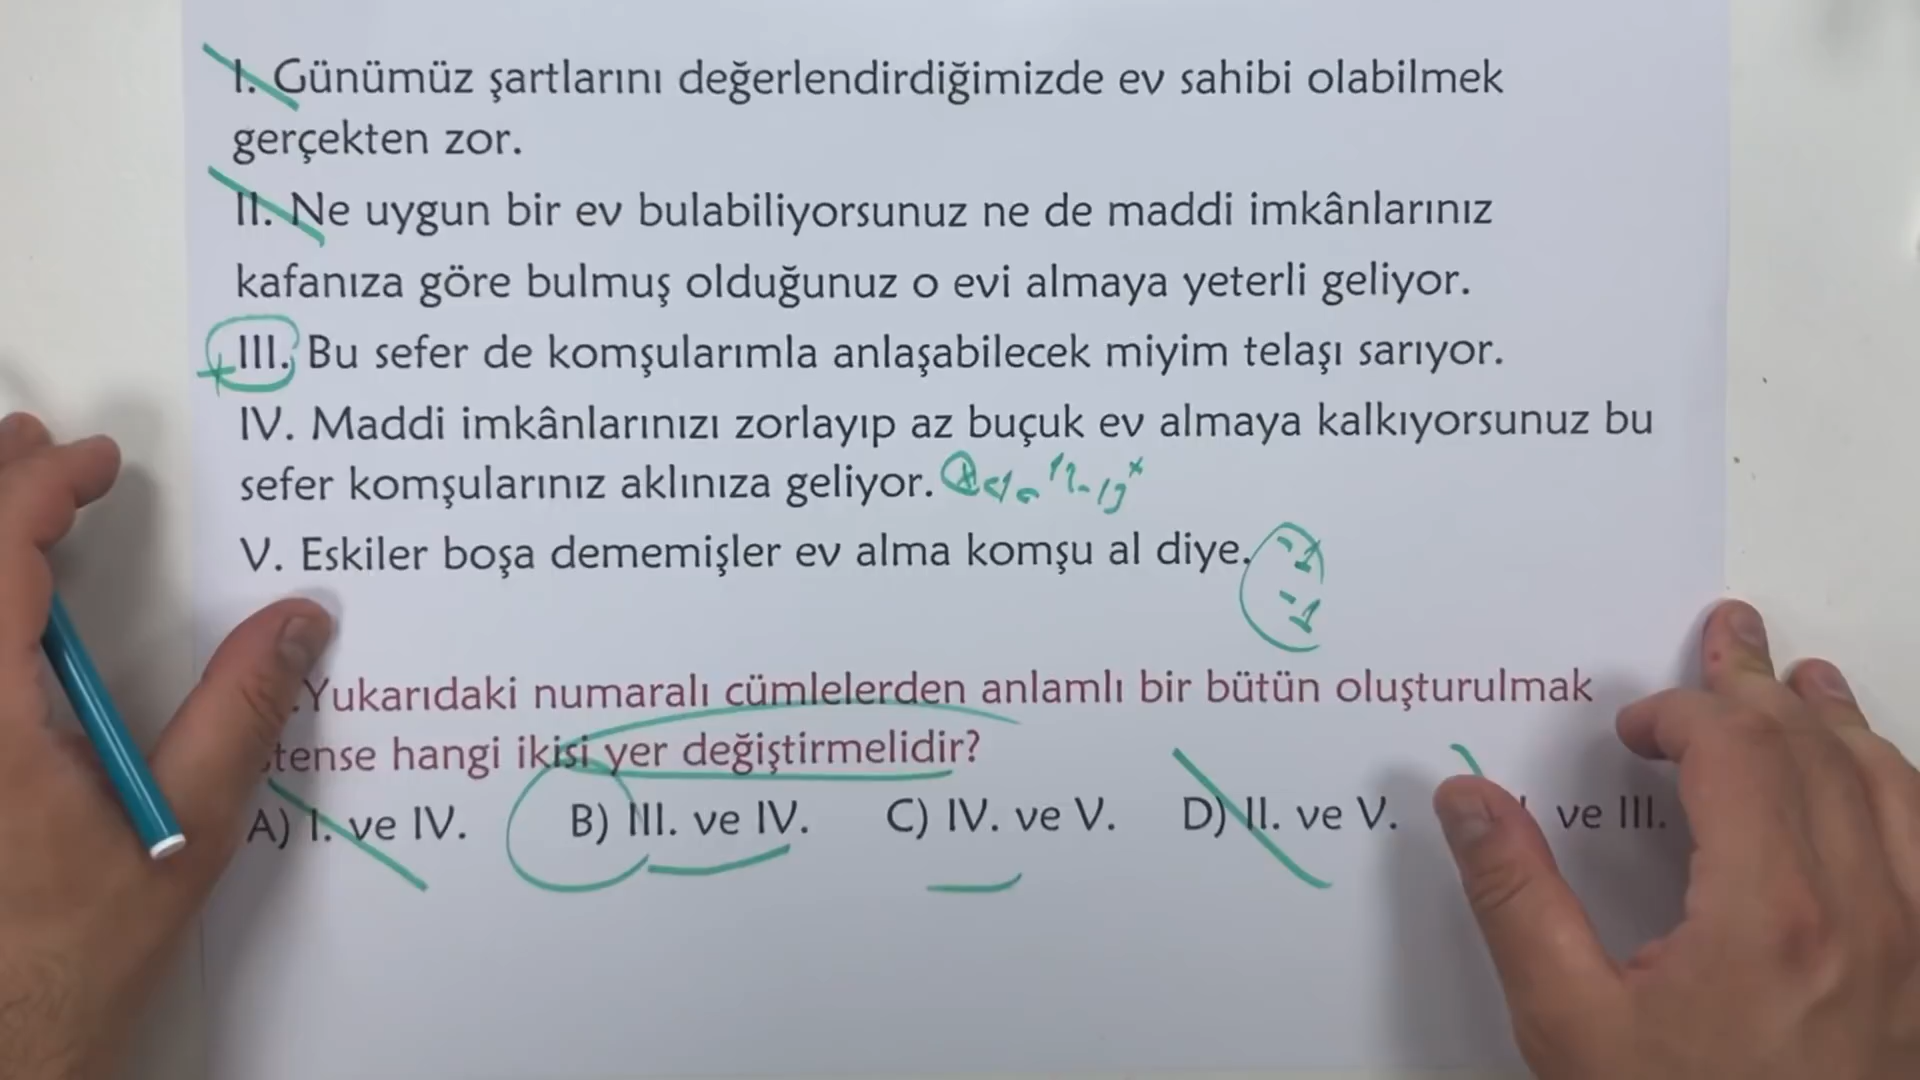 I. Günümüz şartlarını değerlendirdiğimizde ev sahibi olabilmek
gerçekten zor.
II. Ne uygun bir ev bulabiliyorsunuz ne de maddi imkânlarınız
kafanıza göre bulmuş olduğunuz o evi almaya yeterli geliyor.
III. Bu sefer de komşularımla anlaşabilecek miyim telaşı sarıyor.
IV. Maddi imkânlarınızı zorlayıp az buçuk ev almaya kalkıyorsunuz bu
sefer komşularınız aklınıza geliyor.
V. Eskiler boşa dememişler ev alma komşu al diye.
-1
-1
Yukarıdaki numaralı cümlelerden anlamlı bir bütün oluşturulmak
tense hangi ikisi yer değiştirmelidir?
A) I. ve IV. B) III. ve IV. C) IV. ve V. D) II. ve V. ve III.